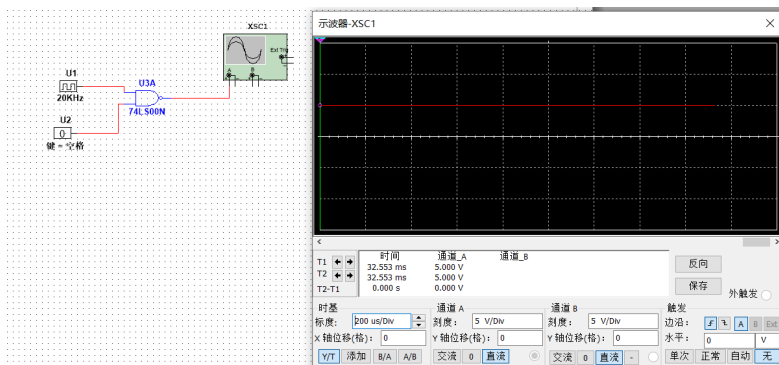 XSC1
Ext Trig
A
B
U1
20KHz
U3A
74LS00N
U2
0
键 = 空格
示波器-XSC1
×
时间 通道_A 通道_B
T1 32.553 ms 5.000 V
T2 32.553 ms 5.000 V
T2-T1 0.000 s 0.000 V
反向
保存
外触发
时基
标度: 200 us/Div
X 轴位移(格): 0
Y/T 添加 B/A A/B
通道 A
刻度: 5 V/Div
Y 轴位移(格): 0
交流 0 直流
通道 B
刻度: 5 V/Div
Y 轴位移(格): 0
交流 0 直流 -
触发
边沿: A B Ext
水平: 0 V
单次 正常 自动 无